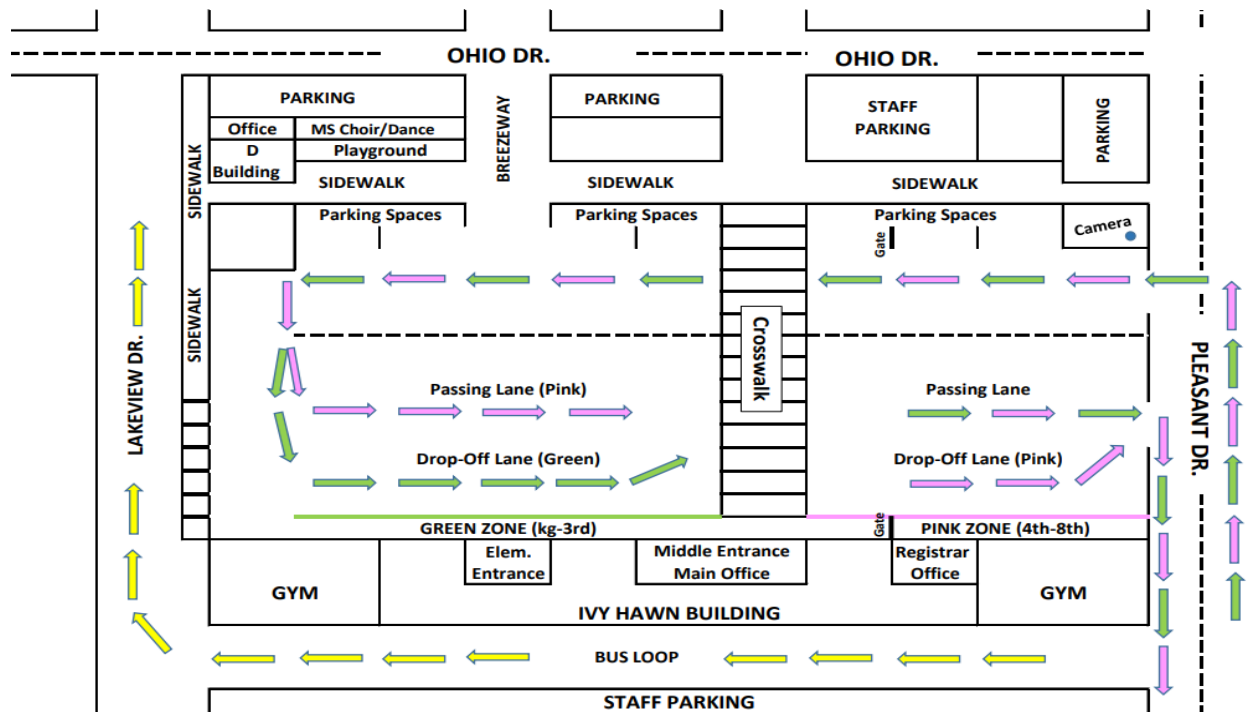 OHIO DR.
OHIO DR.
PARKING
PARKING
STAFF
PARKING
PARKING
Office
MS Choir/Dance
D
Building
Playground
BREEZEWAY
SIDEWALK
SIDEWALK
SIDEWALK
SIDEWALK
Parking Spaces
Parking Spaces
Parking Spaces
Gate
Camera
SIDEWALK
Crosswalk
LAKEVIEW DR.
PLEASANT DR.
Passing Lane (Pink)
Passing Lane
Drop-Off Lane (Green)
Drop-Off Lane (Pink)
GREEN ZONE (kg-3rd)
Gate
PINK ZONE (4th-8th)
Elem.
Entrance
Middle Entrance
Main Office
Registrar
Office
GYM
GYM
IVY HAWN BUILDING
BUS LOOP
STAFF PARKING